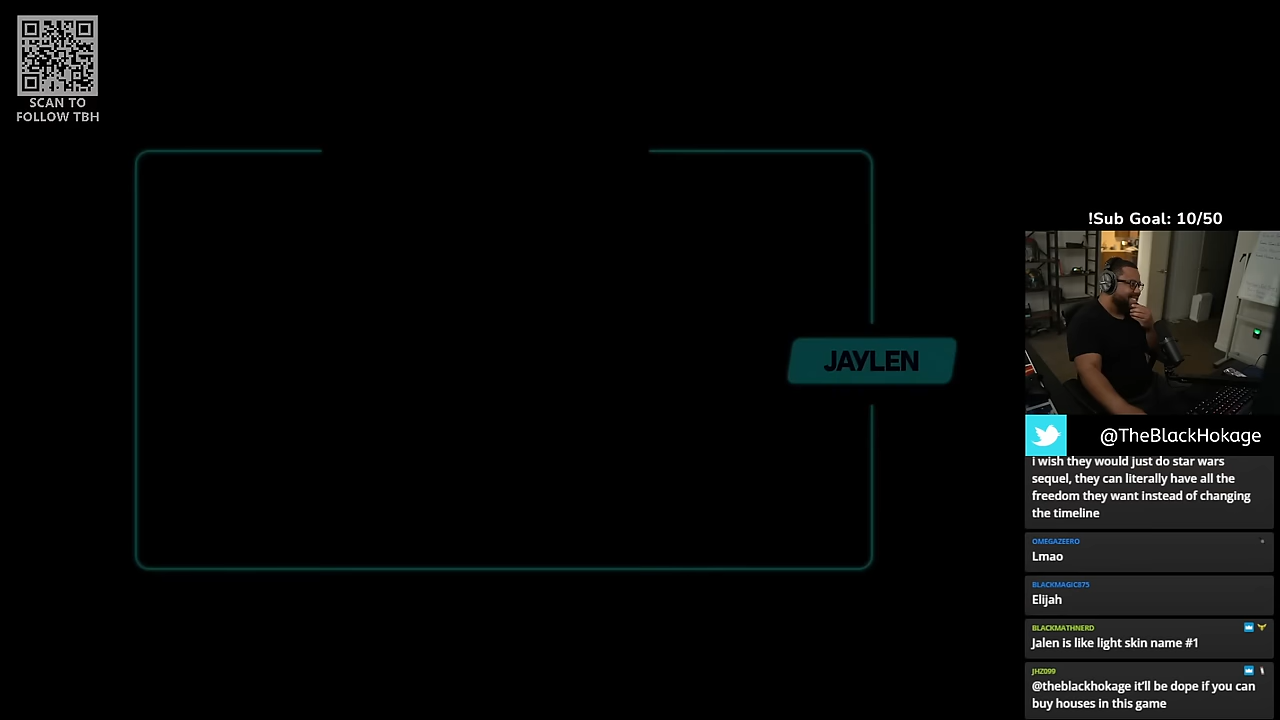 SCAN TO
FOLLOW TBH
JAYLEN
!Sub Goal: 10/50
@TheBlackHokage
i wish they would just do star wars
sequel, they can literally have all the
freedom they want instead of changing
the timeline
OMEGAZEERO
Lmao
BLACKMAGIC875
Elijah
BLACKMATHNERD
Jalen is like light skin name #1
JHZ099
@theblackhokage it'll be dope if you can
buy houses in this game